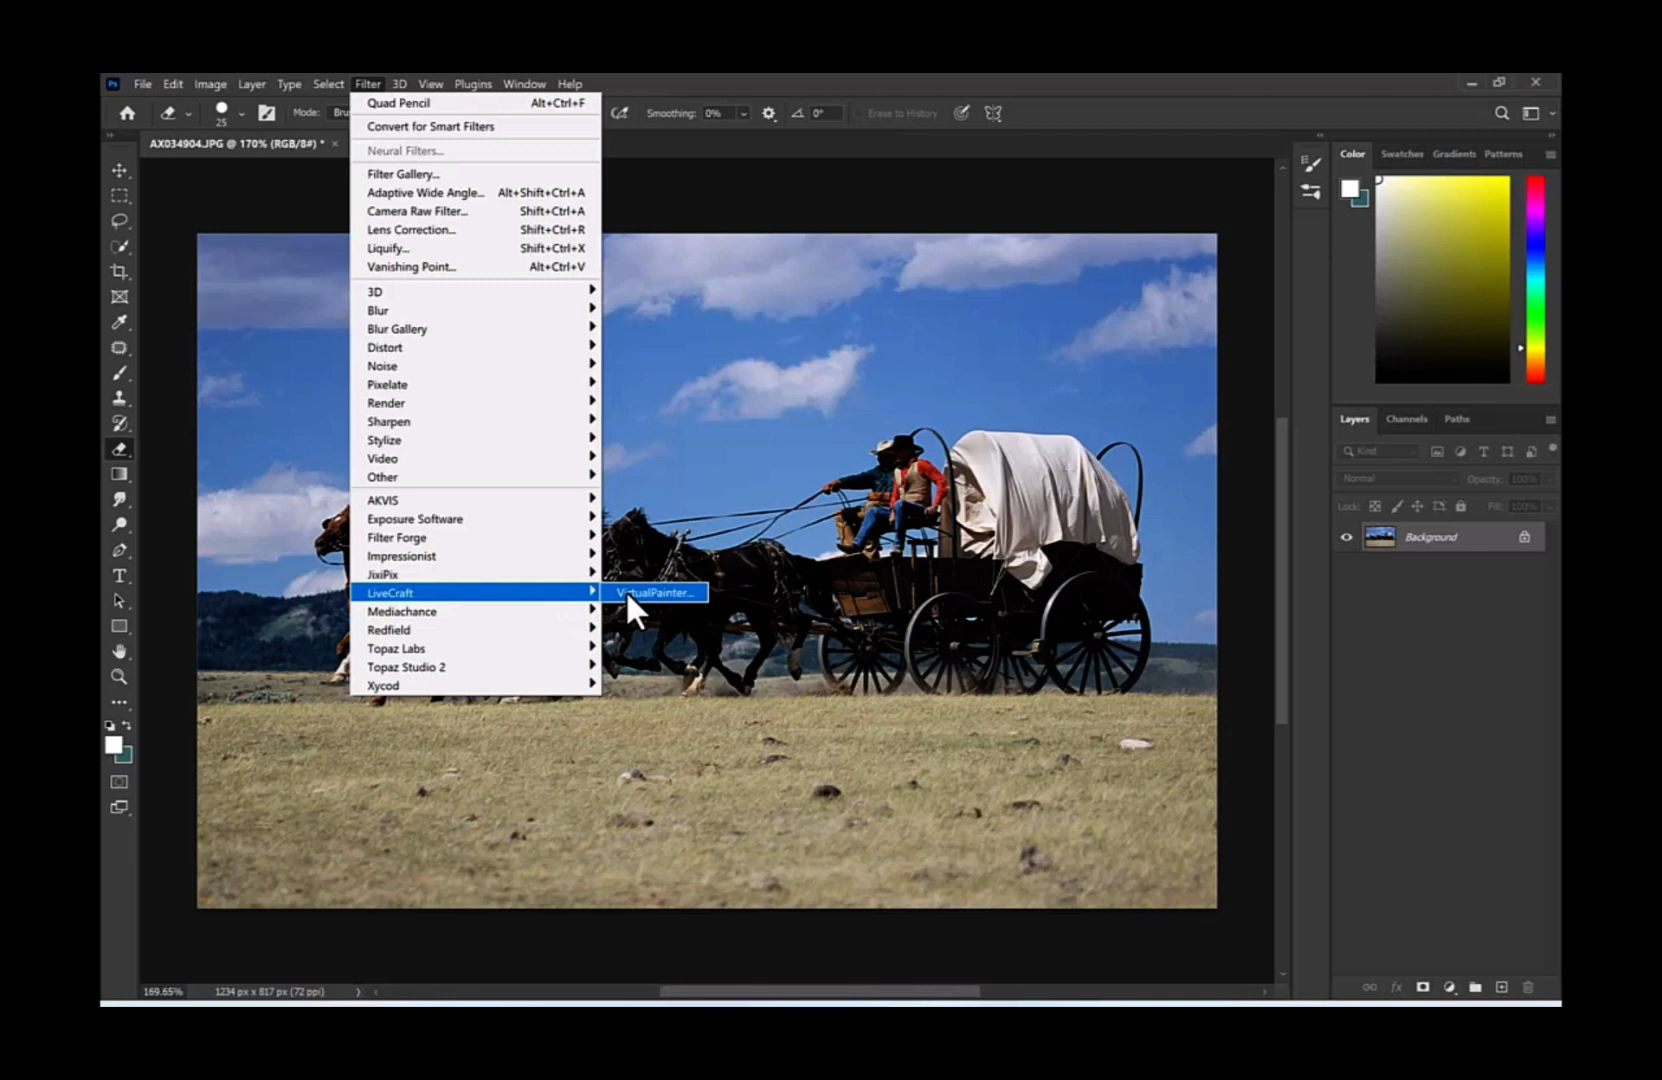 Ps File Edit Image Layer Type Select Filter 3D View Plugins Window Help
25 Mode: Bru Smoothing: 0% 0° Erase to History
AX034904.JPG @ 170% (RGB/8#) * ×
Quad Pencil Alt+Ctrl+F
Convert for Smart Filters
Neural Filters...
Filter Gallery...
Adaptive Wide Angle... Alt+Shift+Ctrl+A
Camera Raw Filter... Shift+Ctrl+A
Lens Correction... Shift+Ctrl+R
Liquify... Shift+Ctrl+X
Vanishing Point... Alt+Ctrl+V
3D
Blur
Blur Gallery
Distort
Noise
Pixelate
Render
Sharpen
Stylize
Video
Other
AKVIS
Exposure Software
Filter Forge
Impressionist
JixiPix
LiveCraft
VirtualPainter...
Mediachance
Redfield
Topaz Labs
Topaz Studio 2
Xycod
Color Swatches Gradients Patterns
Layers Channels Paths
Kind
Normal Opacity: 100%
Lock: Fill: 100%
Background
fx
169.65% 1234 px x 817 px (72 ppi)